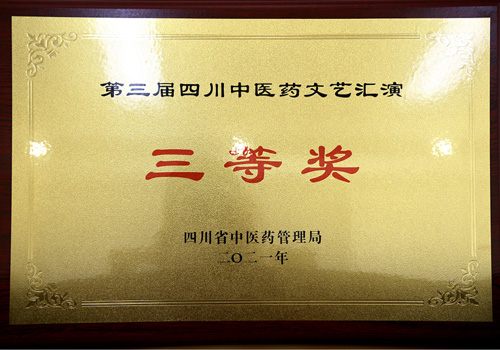 第三届四川中医药文艺汇演
三等奖
四川省中医药管理局
二〇二一年